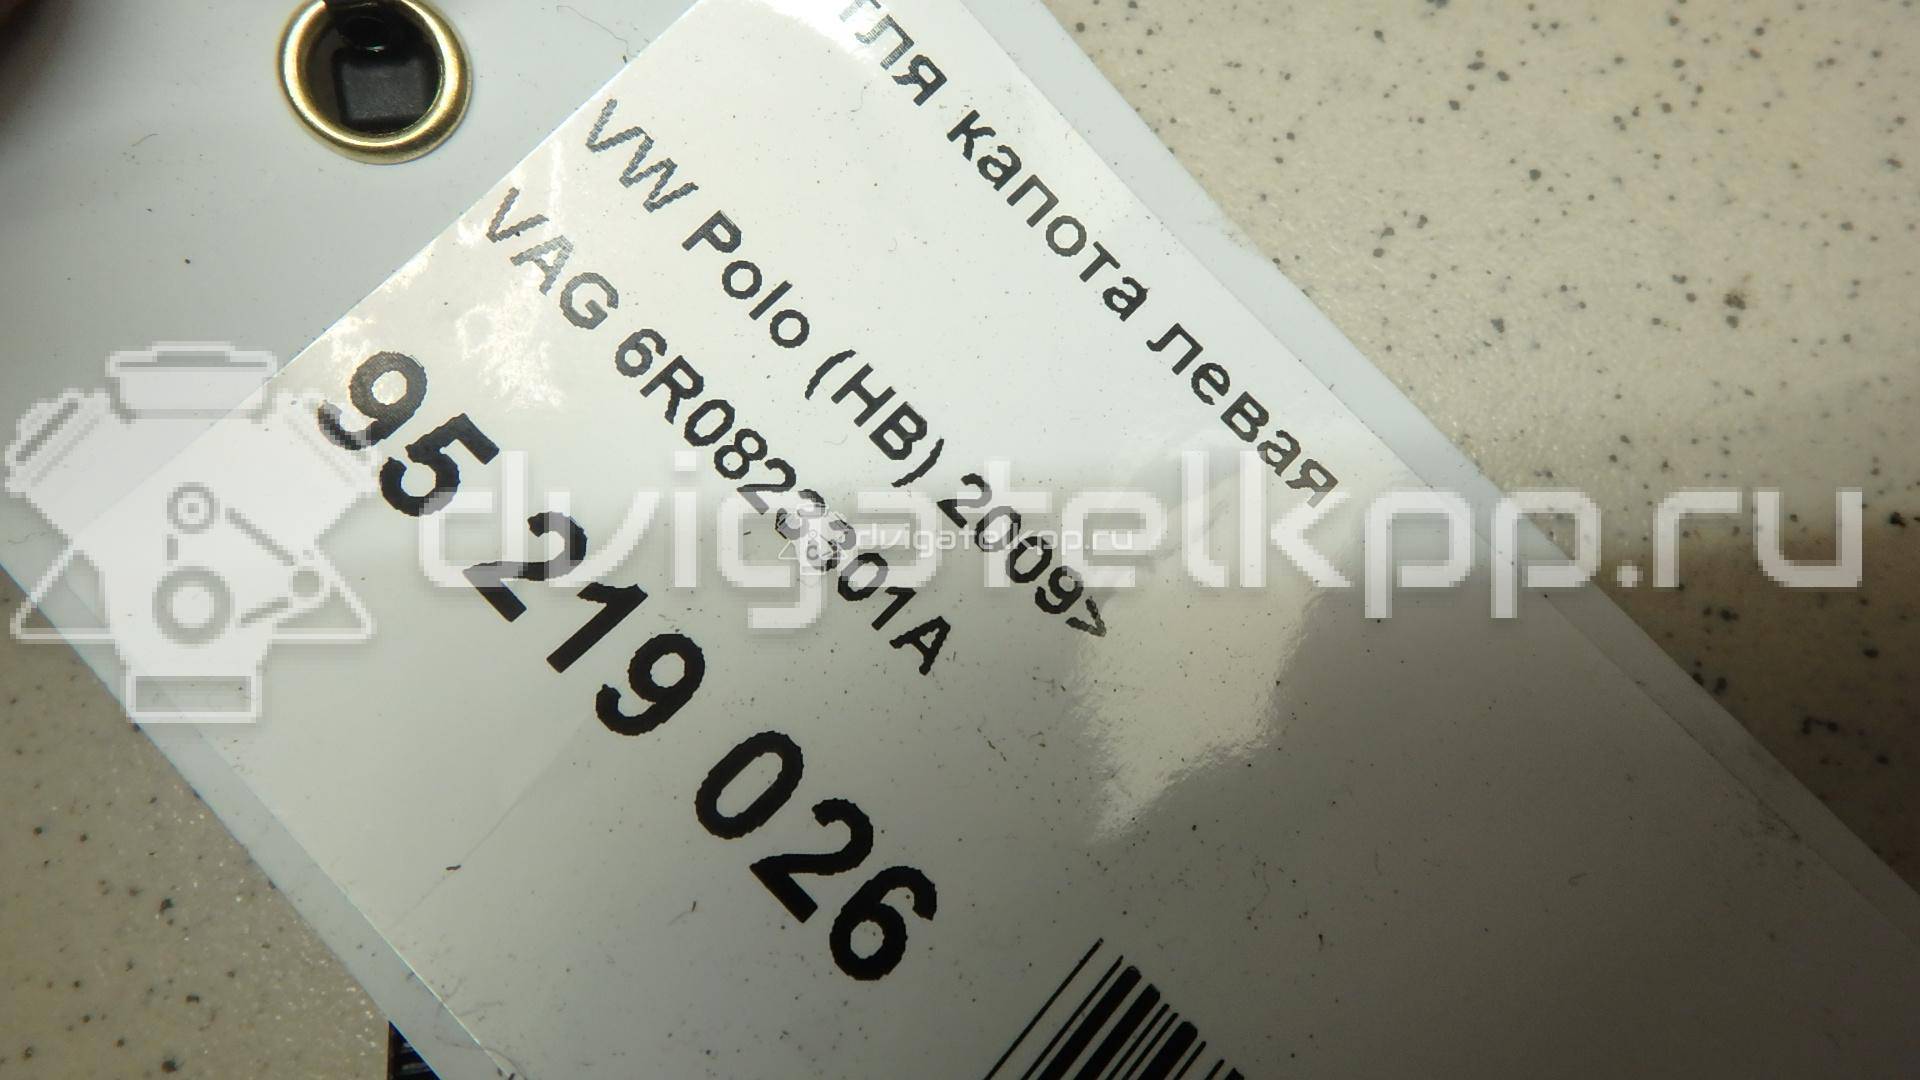 тля капота левая
VW Polo (HB) 2009>
VAG 6R0823301A
95 219 026
dvigatelkpp.ru
dvigatelkpp.ru